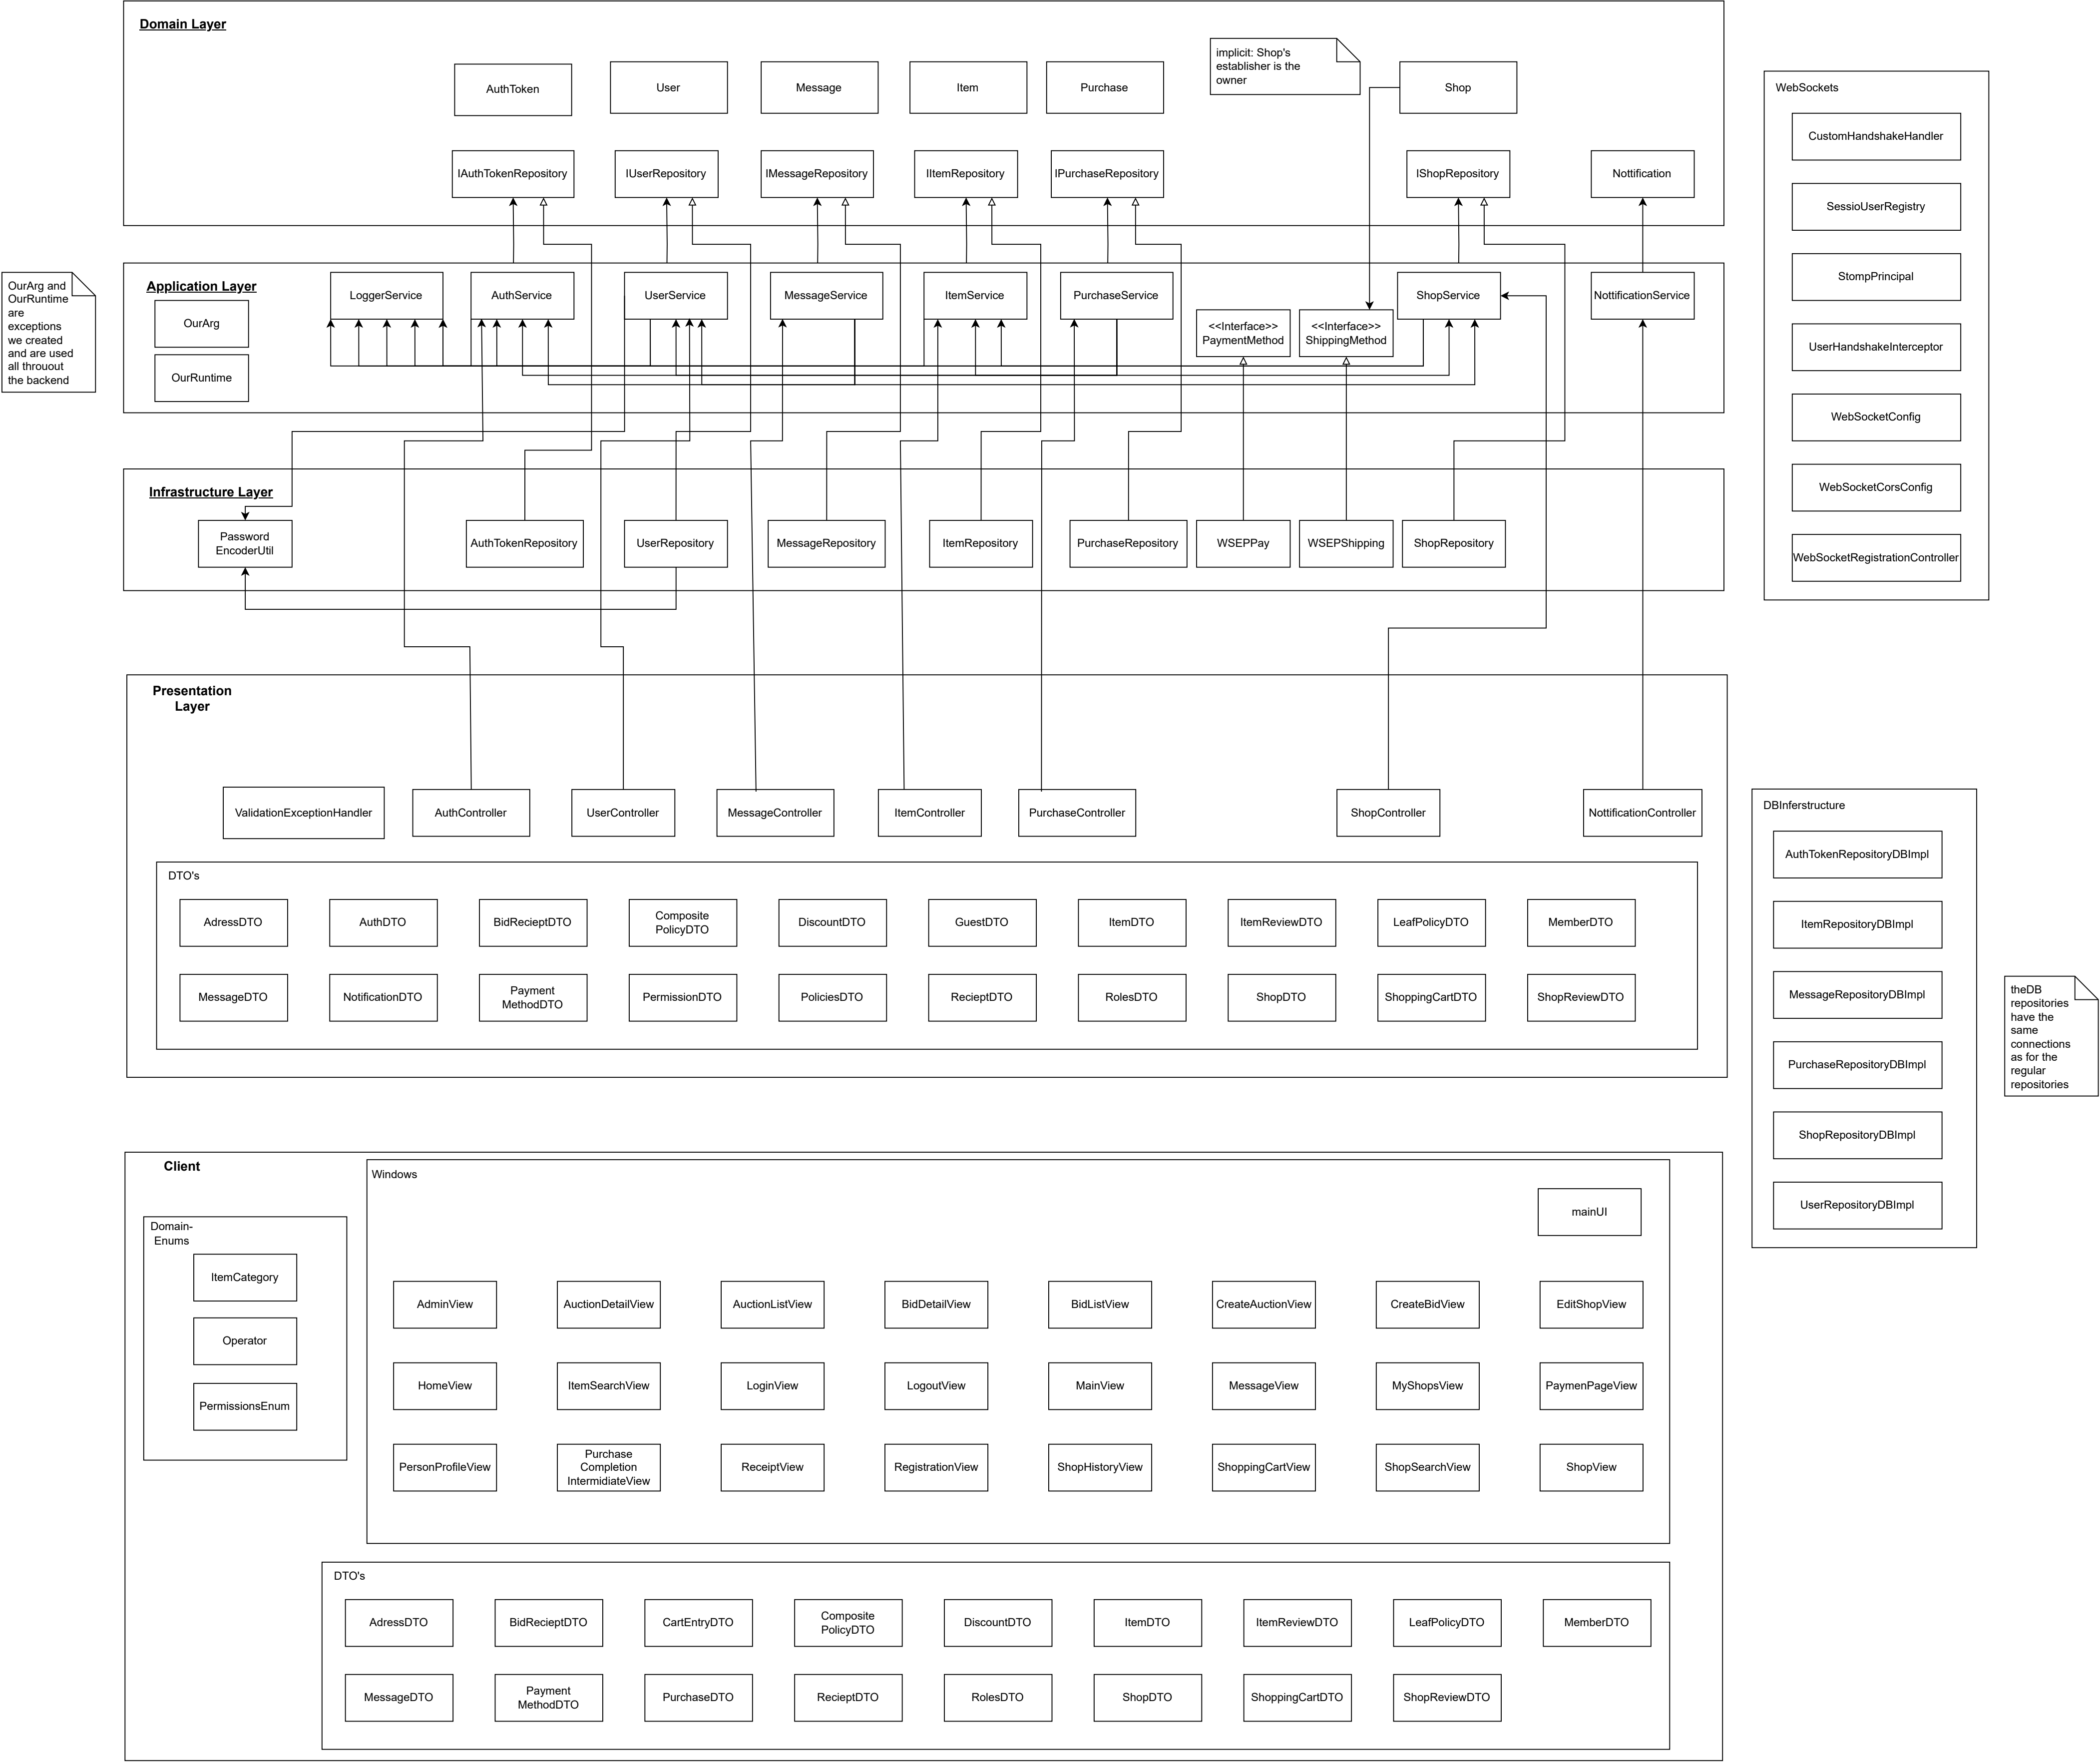 Domain Layer
implicit: Shop's
establisher is the
owner
AuthToken
User
Message
Item
Purchase
Shop
IAuthTokenRepository
IUserRepository
IMessageRepository
IItemRepository
IPurchaseRepository
IShopRepository
Nottification
OurArg and
OurRuntime
are
exceptions
we created
and are used
all throuout
the backend
Application Layer
OurArg
OurRuntime
LoggerService
AuthService
UserService
MessageService
ItemService
PurchaseService
<<Interface>>
PaymentMethod
<<Interface>>
ShippingMethod
ShopService
NottificationService
Infrastructure Layer
Password
EncoderUtil
AuthTokenRepository
UserRepository
MessageRepository
ItemRepository
PurchaseRepository
WSEPPay
WSEPShipping
ShopRepository
WebSockets
CustomHandshakeHandler
SessioUserRegistry
StompPrincipal
UserHandshakeInterceptor
WebSocketConfig
WebSocketCorsConfig
WebSocketRegistrationController
Presentation
Layer
ValidationExceptionHandler
AuthController
UserController
MessageController
ItemController
PurchaseController
ShopController
NottificationController
DTO's
AdressDTO
AuthDTO
BidRecieptDTO
Composite
PolicyDTO
DiscountDTO
GuestDTO
ItemDTO
ItemReviewDTO
LeafPolicyDTO
MemberDTO
MessageDTO
NotificationDTO
Payment
MethodDTO
PermissionDTO
PoliciesDTO
RecieptDTO
RolesDTO
ShopDTO
ShoppingCartDTO
ShopReviewDTO
DBInferstructure
AuthTokenRepositoryDBImpl
ItemRepositoryDBImpl
MessageRepositoryDBImpl
PurchaseRepositoryDBImpl
ShopRepositoryDBImpl
UserRepositoryDBImpl
theDB
repositories
have the
same
connections
as for the
regular
repositories
Client
Domain-
Enums
ItemCategory
Operator
PermissionsEnum
Windows
mainUI
AdminView
AuctionDetailView
AuctionListView
BidDetailView
BidListView
CreateAuctionView
CreateBidView
EditShopView
HomeView
ItemSearchView
LoginView
LogoutView
MainView
MessageView
MyShopsView
PaymenPageView
PersonProfileView
Purchase
Completion
IntermidiateView
ReceiptView
RegistrationView
ShopHistoryView
ShoppingCartView
ShopSearchView
ShopView
DTO's
AdressDTO
BidRecieptDTO
CartEntryDTO
Composite
PolicyDTO
DiscountDTO
ItemDTO
ItemReviewDTO
LeafPolicyDTO
MemberDTO
MessageDTO
Payment
MethodDTO
PurchaseDTO
RecieptDTO
RolesDTO
ShopDTO
ShoppingCartDTO
ShopReviewDTO